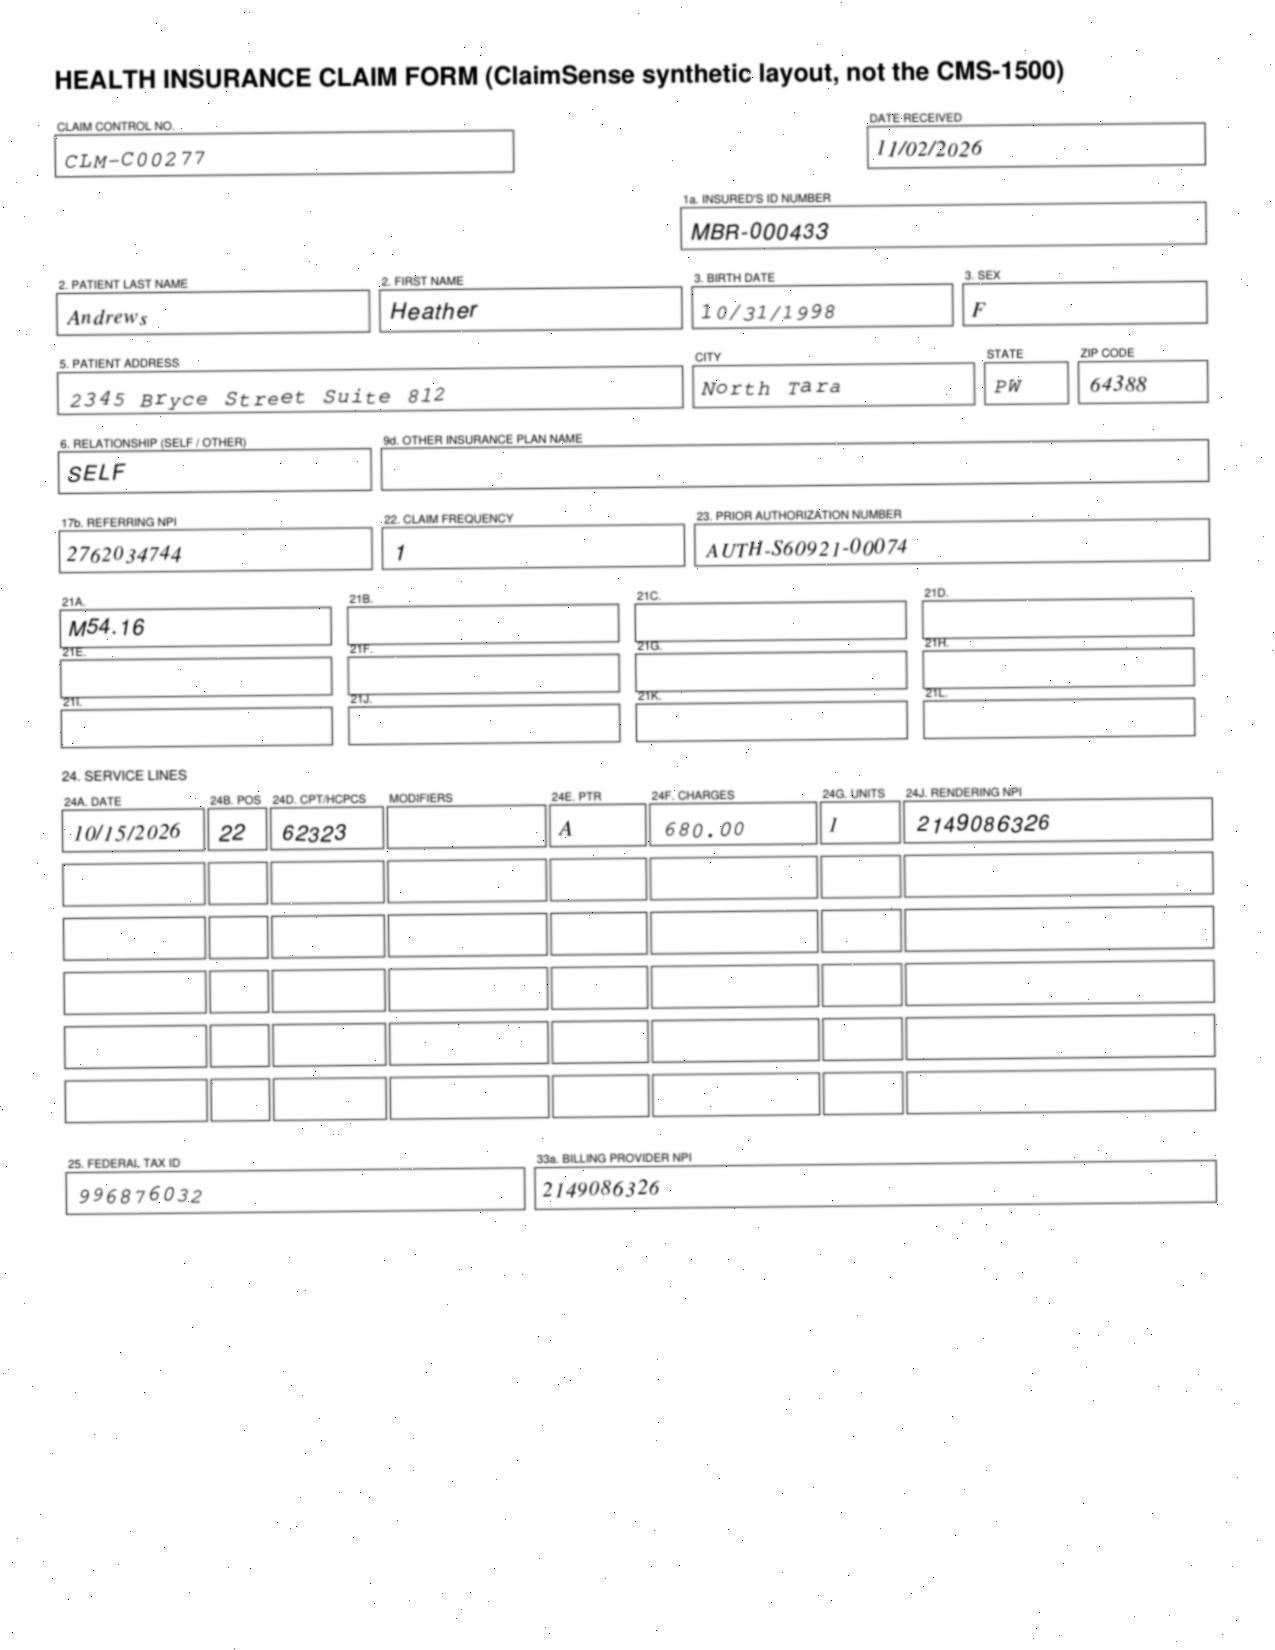 HEALTH INSURANCE CLAIM FORM (ClaimSense synthetic layout, not the CMS-1500)
CLAIM CONTROL NO. DATE RECEIVED
CLM-C00277 11/02/2026
1a. INSURED'S ID NUMBER
MBR-000433
2. PATIENT LAST NAME 2. FIRST NAME 3. BIRTH DATE 3. SEX
Andrews Heather 10/31/1998 F
5. PATIENT ADDRESS CITY STATE ZIP CODE
2345 Bryce Street Suite 812 North Tara PW 64388
6. RELATIONSHIP (SELF / OTHER) 9d. OTHER INSURANCE PLAN NAME
SELF
17b. REFERRING NPI 22. CLAIM FREQUENCY 23. PRIOR AUTHORIZATION NUMBER
2762034744 1 AUTH-S60921-00074
21A. 21B. 21C. 21D.
M54.16
21E. 21F. 21G. 21H.
21I. 21J. 21K. 21L.
24. SERVICE LINES
24A. DATE 24B. POS 24D. CPT/HCPCS MODIFIERS 24E. PTR 24F. CHARGES 24G. UNITS 24J. RENDERING NPI
10/15/2026 22 62323 A 680.00 1 2149086326
25. FEDERAL TAX ID 33a. BILLING PROVIDER NPI
996876032 2149086326